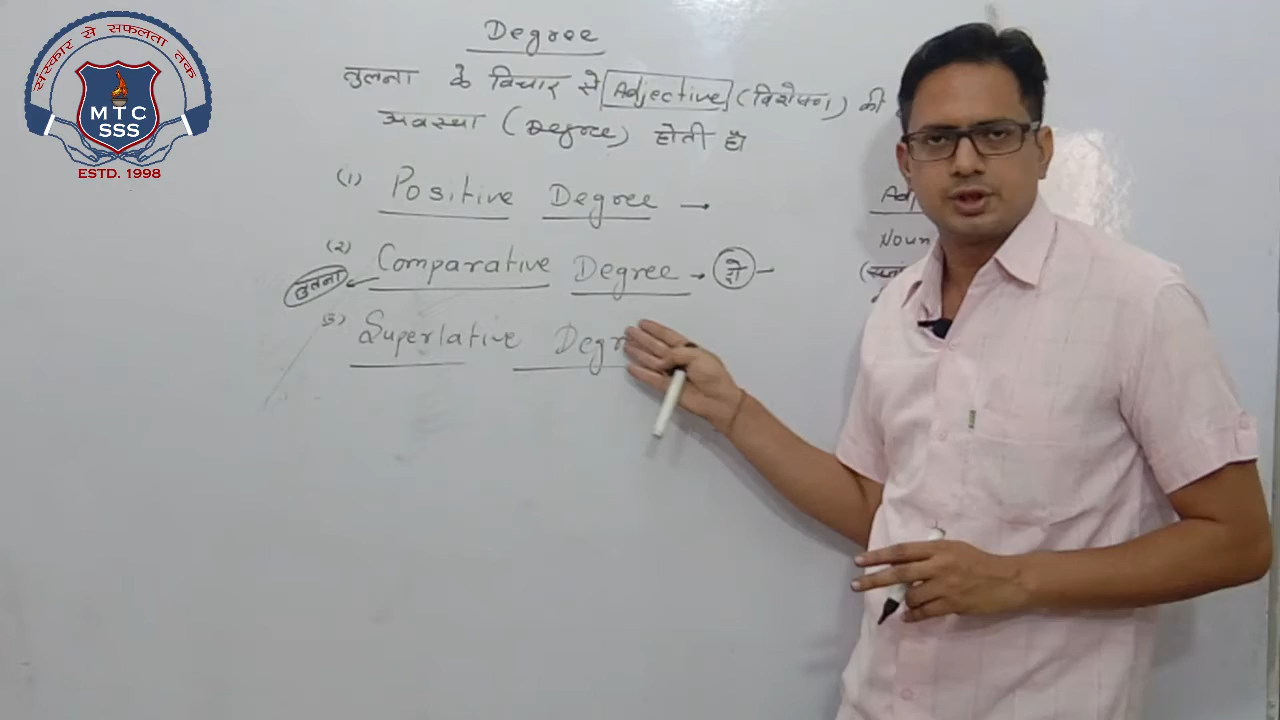 संस्कार से सफलता तक
MTC
SSS
ESTD. 1998
Degree
तुलना के विचार से Adjective (विशेषण) की
अवस्था (Degree) होती है
(1) Positive Degree →
(2) Comparative Degree → दो –
तुलना
3) Superlative Degr
Adj
Noun